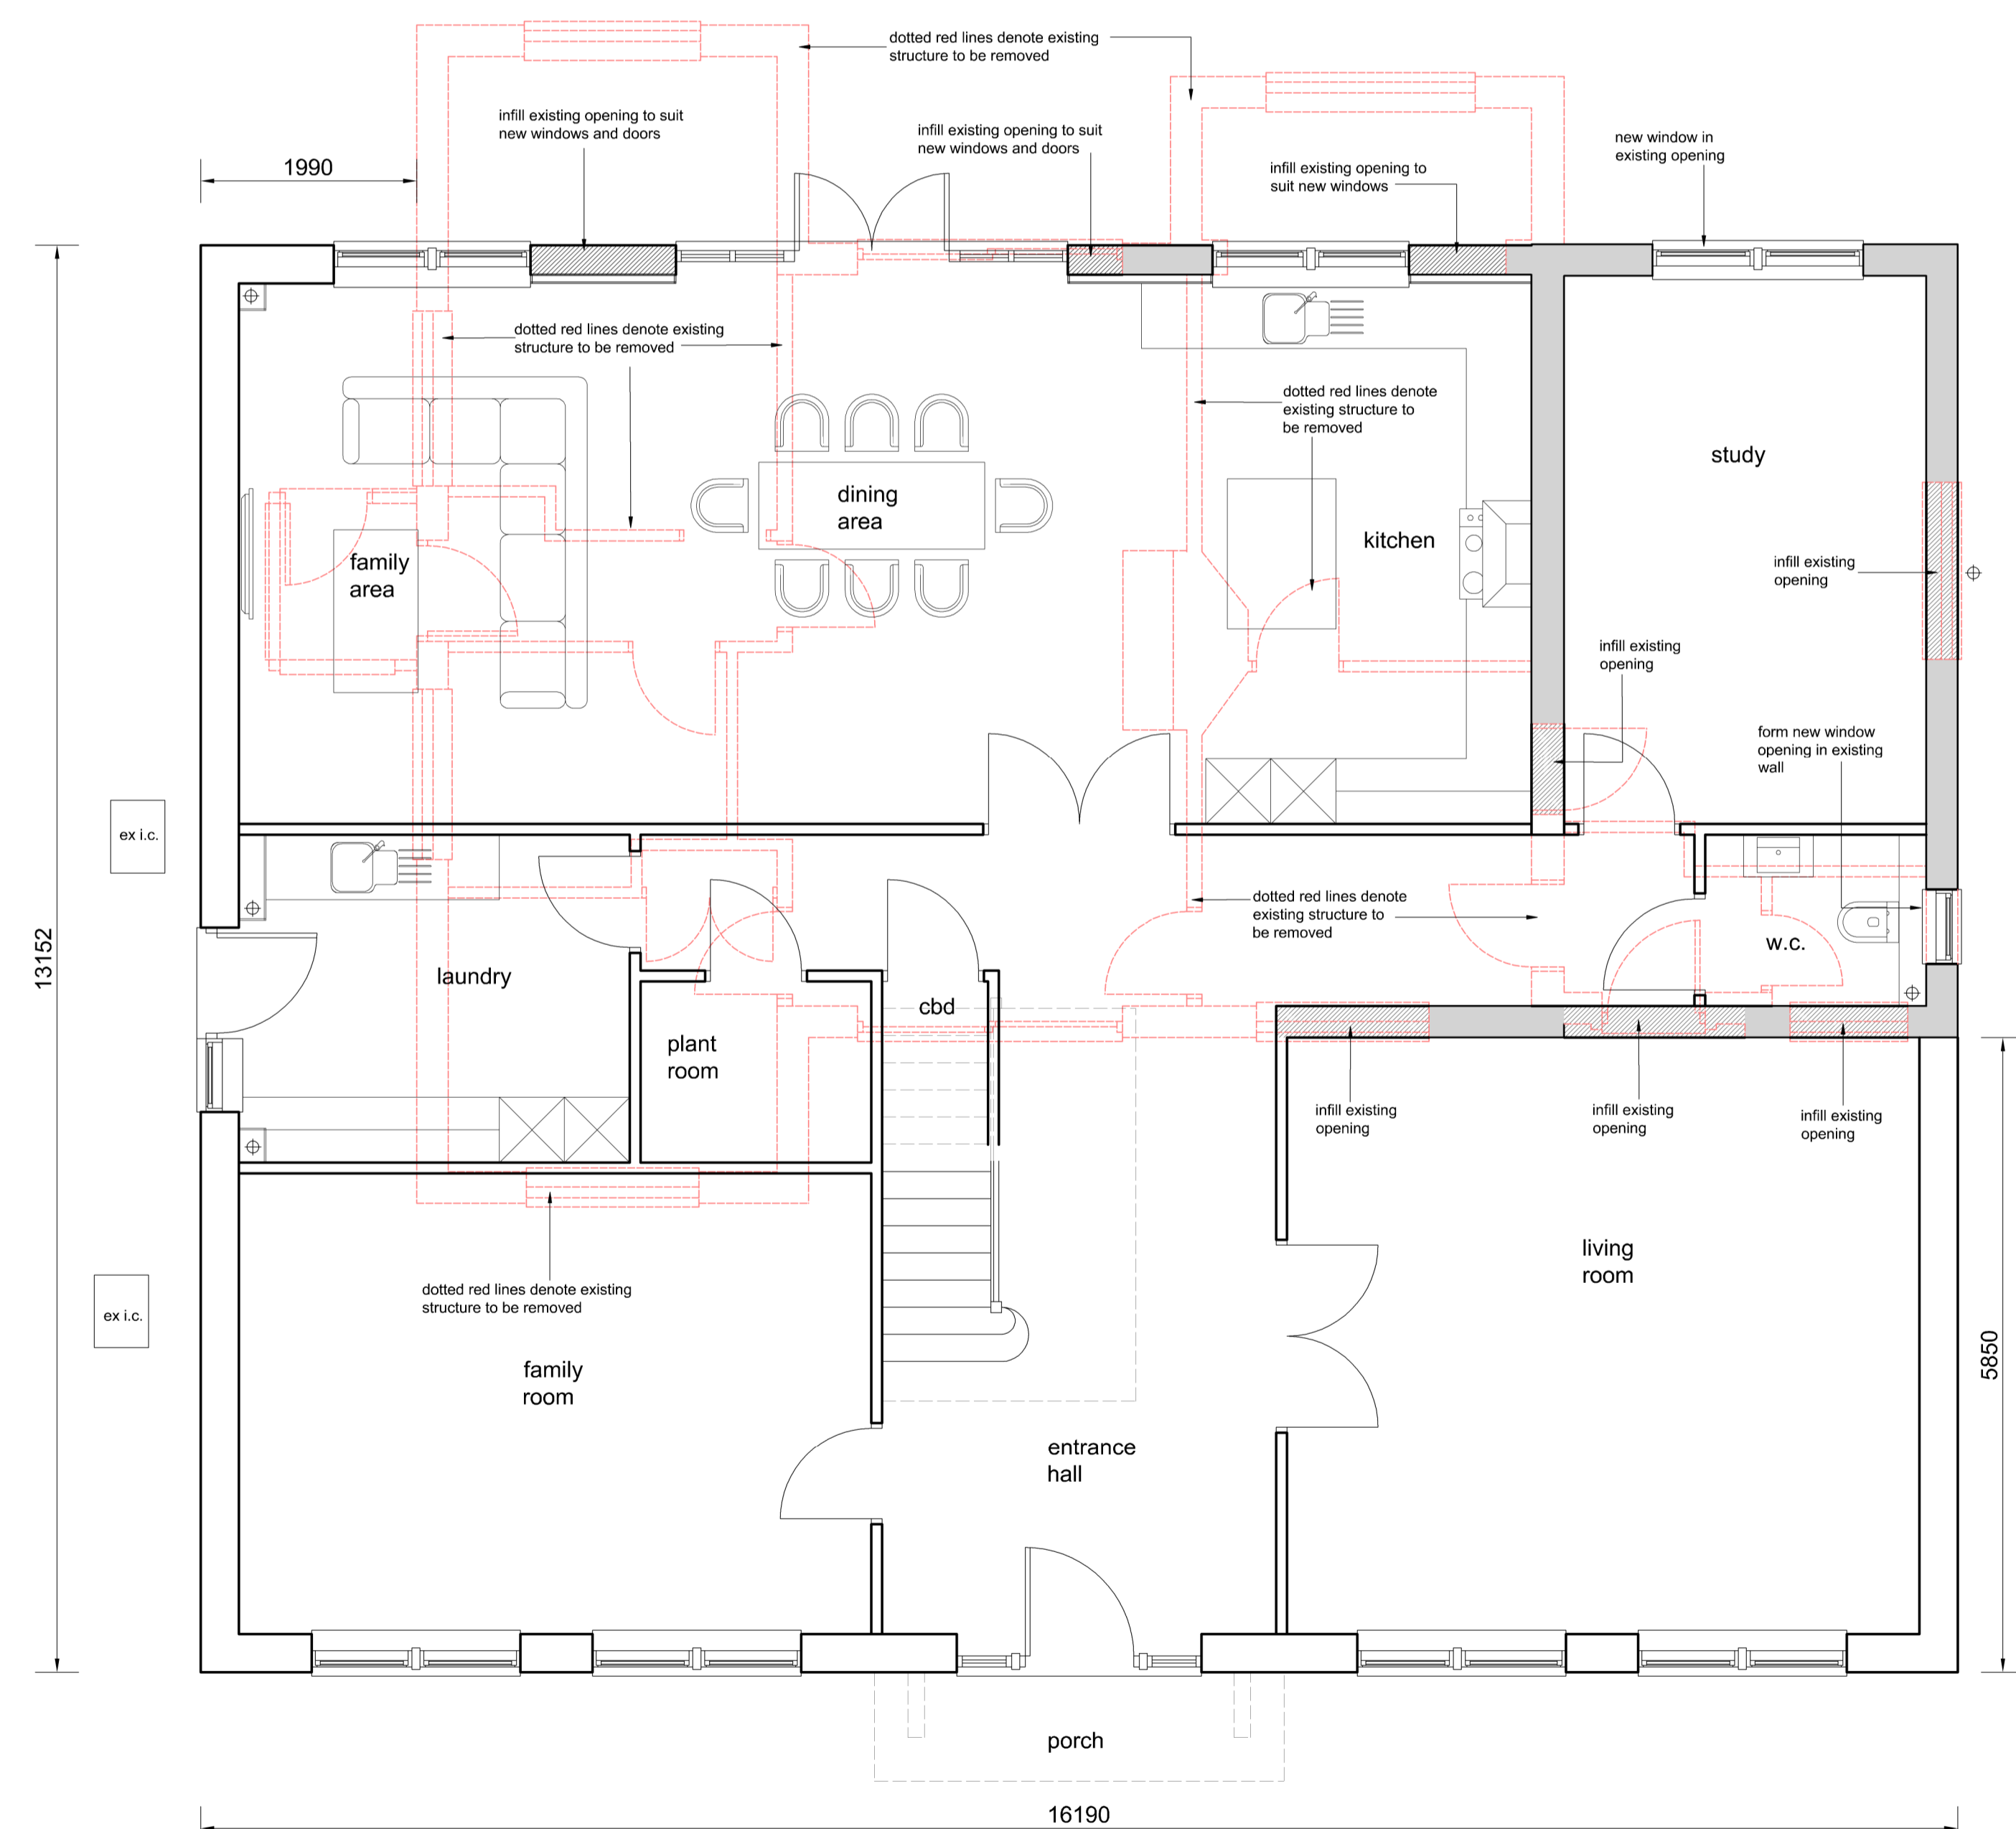 dotted red lines denote existing
structure to be removed
infill existing opening to suit
new windows and doors
infill existing opening to suit
new windows and doors
new window in
existing opening
infill existing opening to
suit new windows
1990
dotted red lines denote existing
structure to be removed
dotted red lines denote
existing structure to
be removed
study
dining
area
kitchen
family
area
infill existing
opening
infill existing
opening
form new window
opening in existing
wall
ex i.c.
dotted red lines denote
existing structure to
be removed
w.c.
13152
laundry
cbd
plant
room
infill existing
opening
infill existing
opening
infill existing
opening
living
room
dotted red lines denote existing
structure to be removed
ex i.c.
family
room
5850
entrance
hall
porch
16190